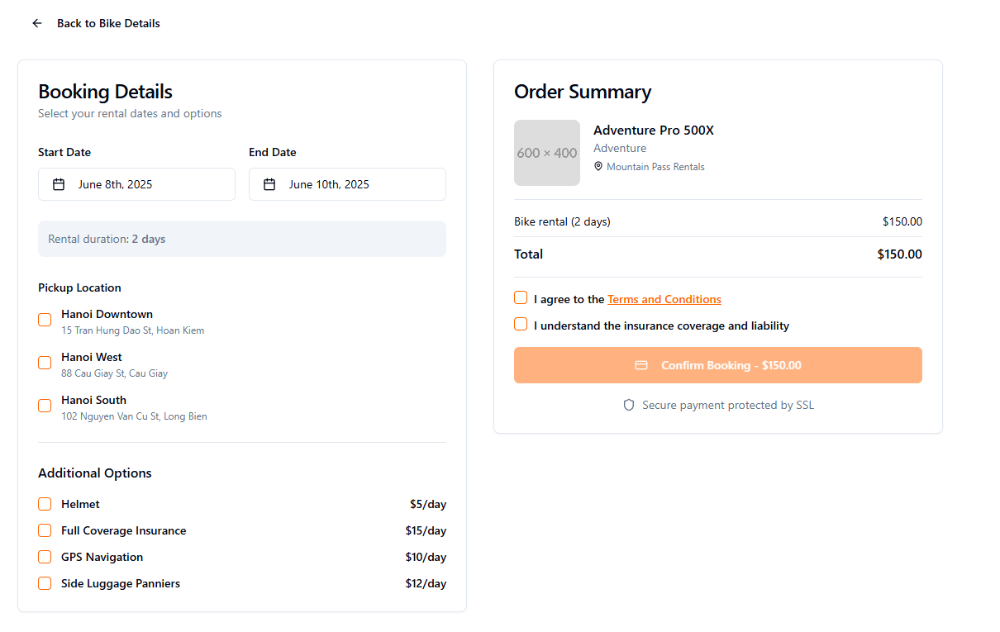 Back to Bike Details
Booking Details
Select your rental dates and options
Start Date
End Date
June 8th, 2025
June 10th, 2025
Rental duration: 2 days
Pickup Location
Hanoi Downtown
15 Tran Hung Dao St, Hoan Kiem
Hanoi West
88 Cau Giay St, Cau Giay
Hanoi South
102 Nguyen Van Cu St, Long Bien
Additional Options
Helmet $5/day
Full Coverage Insurance $15/day
GPS Navigation $10/day
Side Luggage Panniers $12/day
Order Summary
600 × 400
Adventure Pro 500X
Adventure
Mountain Pass Rentals
Bike rental (2 days) $150.00
Total $150.00
I agree to the Terms and Conditions
I understand the insurance coverage and liability
Confirm Booking - $150.00
Secure payment protected by SSL